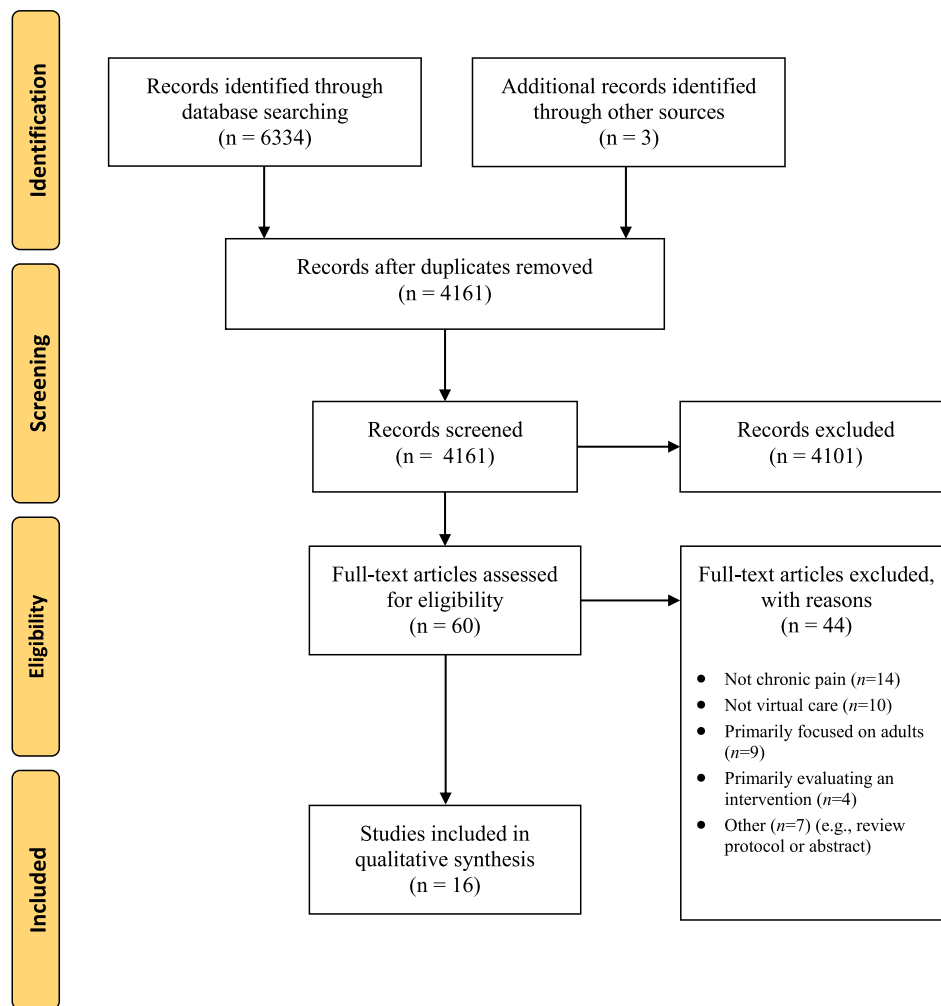 Identification
Records identified through
database searching
(n = 6334)
Additional records identified
through other sources
(n = 3)
Records after duplicates removed
(n = 4161)
Screening
Records screened
(n = 4161)
Records excluded
(n = 4101)
Eligibility
Full-text articles assessed
for eligibility
(n = 60)
Full-text articles excluded,
with reasons
(n = 44)
● Not chronic pain (n=14)
● Not virtual care (n=10)
● Primarily focused on adults
(n=9)
● Primarily evaluating an
intervention (n=4)
● Other (n=7) (e.g., review
protocol or abstract)
Included
Studies included in
qualitative synthesis
(n = 16)